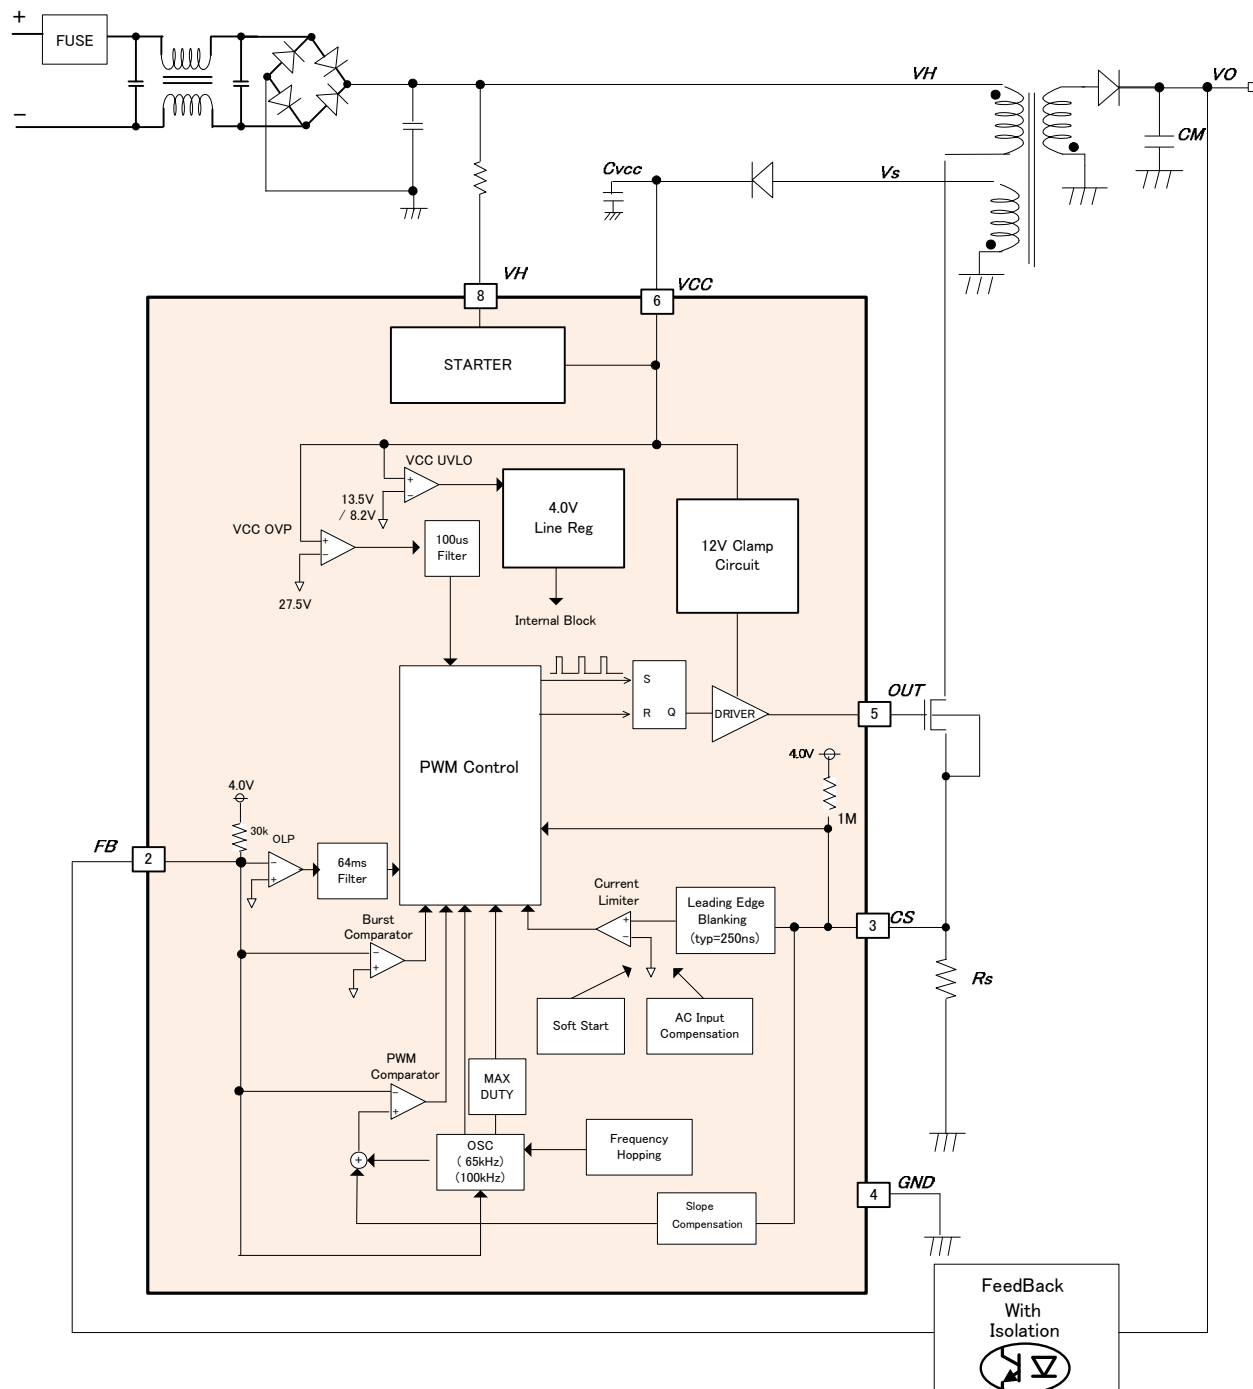 +
FUSE
−
VH
VO
CM
Cvcc
Vs
VH
8
VCC
6
STARTER
VCC UVLO
13.5V
/ 8.2V
4.0V
Line Reg
VCC OVP
+
−
+
−
100us
Filter
12V Clamp
Circuit
27.5V
Internal Block
S
R
Q
DRIVER
OUT
5
PWM Control
4.0V
1M
4.0V
30k
OLP
FB
2
−
+
64ms
Filter
Current
Limiter
+
−
Leading Edge
Blanking
(typ=250ns)
3
CS
Burst
Comparator
−
+
Rs
Soft Start
AC Input
Compensation
PWM
Comparator
−
+
MAX
DUTY
+
OSC
( 65kHz)
(100kHz)
Frequency
Hopping
Slope
Compensation
4
GND
FeedBack
With
Isolation